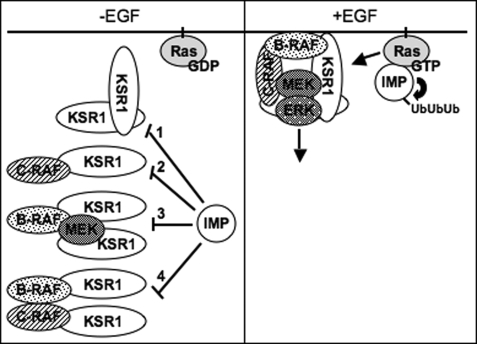 -EGF
Ras
GDP
KSR1
KSR1
1
C-RAF
KSR1
2
KSR1
B-RAF
MEK
KSR1
3
IMP
4
B-RAF
KSR1
C-RAF
KSR1
+EGF
B-RAF
C-RAF
KSR1
MEK
ERK
Ras
GTP
IMP
UbUbUb